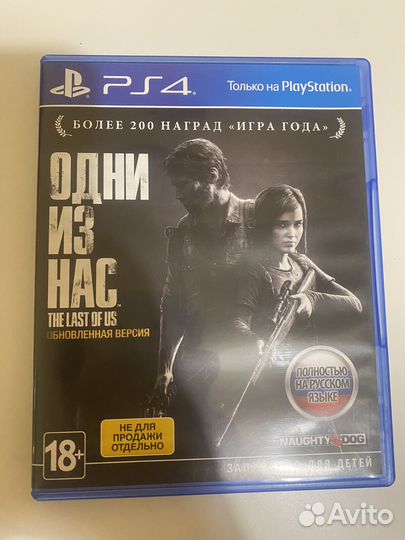 PS4
Только на PlayStation
БОЛЕЕ 200 НАГРАД «ИГРА ГОДА»
ОДНИ
ИЗ
НАС
THE LAST OF US
ОБНОВЛЕННАЯ ВЕРСИЯ
ПОЛНОСТЬЮ
НА РУССКОМ
ЯЗЫКЕ
НЕ ДЛЯ
ПРОДАЖИ
ОТДЕЛЬНО
NAUGHTY DOG
18+
ДЛЯ ДЕТЕЙ
Avito